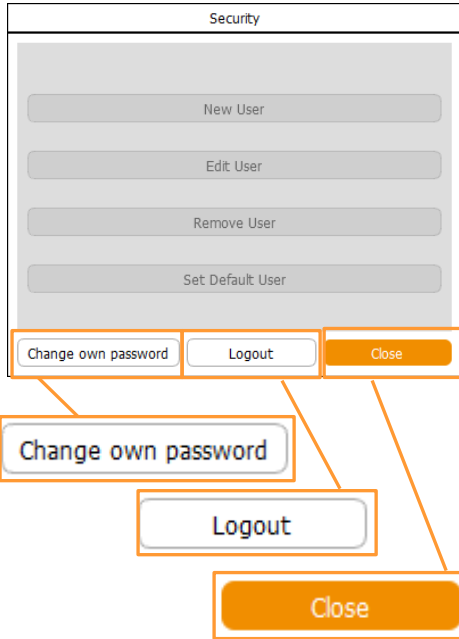 Security
New User
Edit User
Remove User
Set Default User
Change own password Logout Close
Change own password
Logout
Close